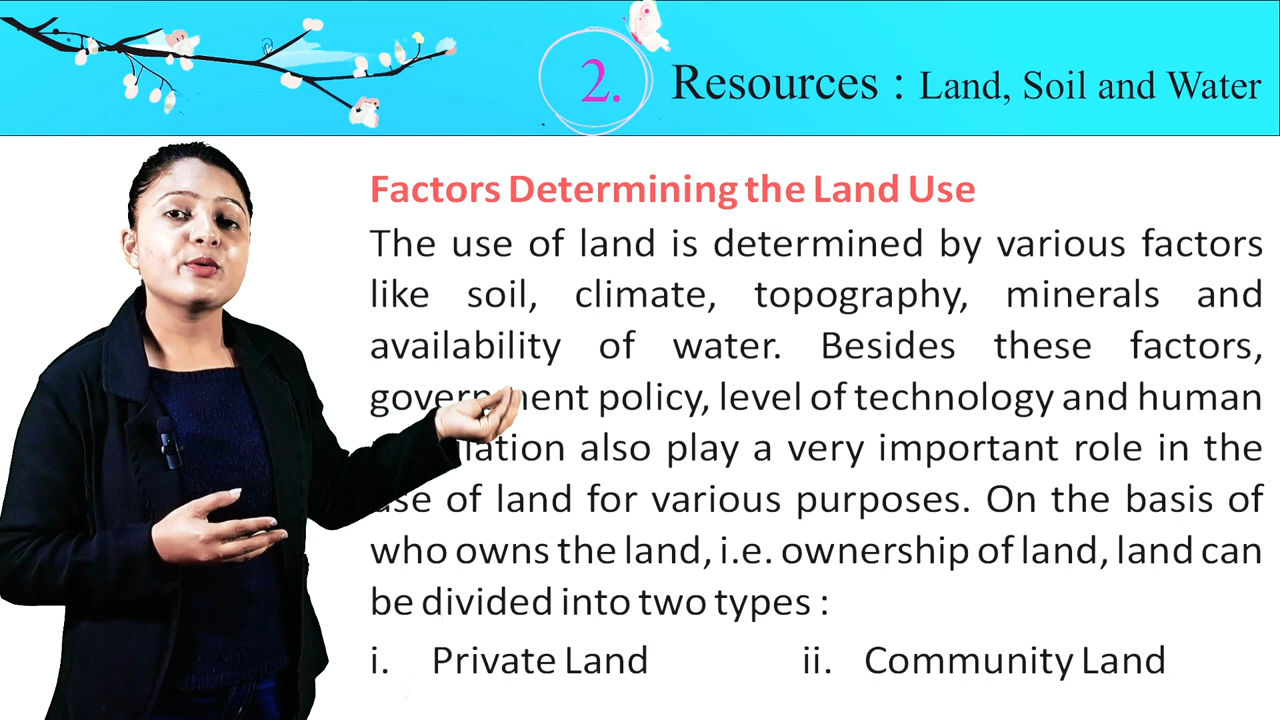 2. Resources : Land, Soil and Water
Factors Determining the Land Use
The use of land is determined by various factors
like soil, climate, topography, minerals and
availability of water. Besides these factors,
government policy, level of technology and human
also play a very important role in the
use of land for various purposes. On the basis of
who owns the land, i.e. ownership of land, land can
be divided into two types :
i. Private Land ii. Community Land